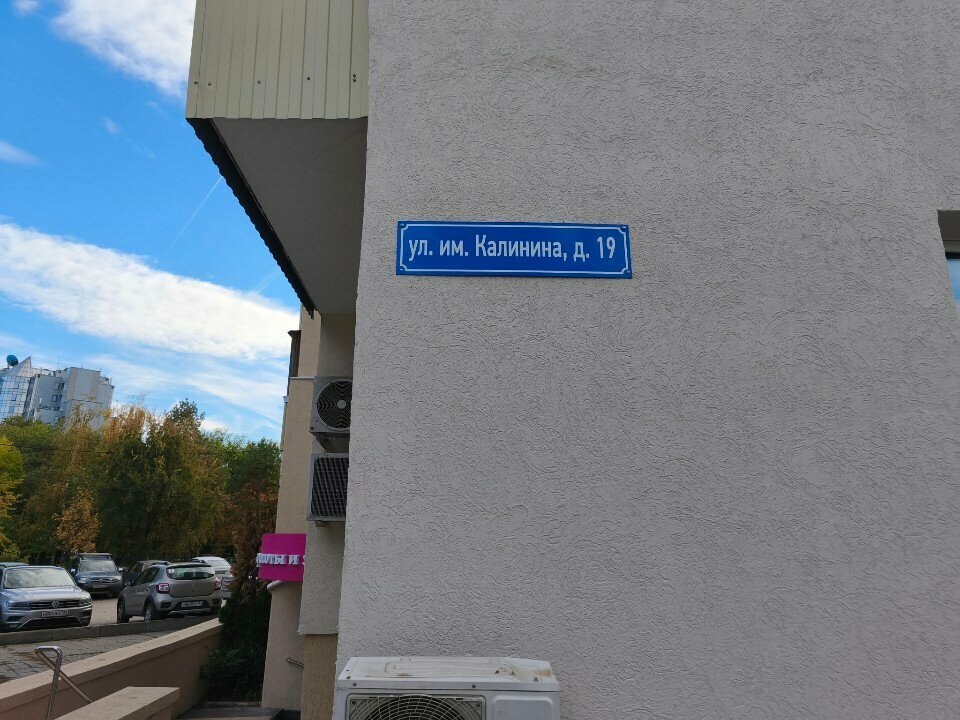 ул. им. Калинина, д. 19